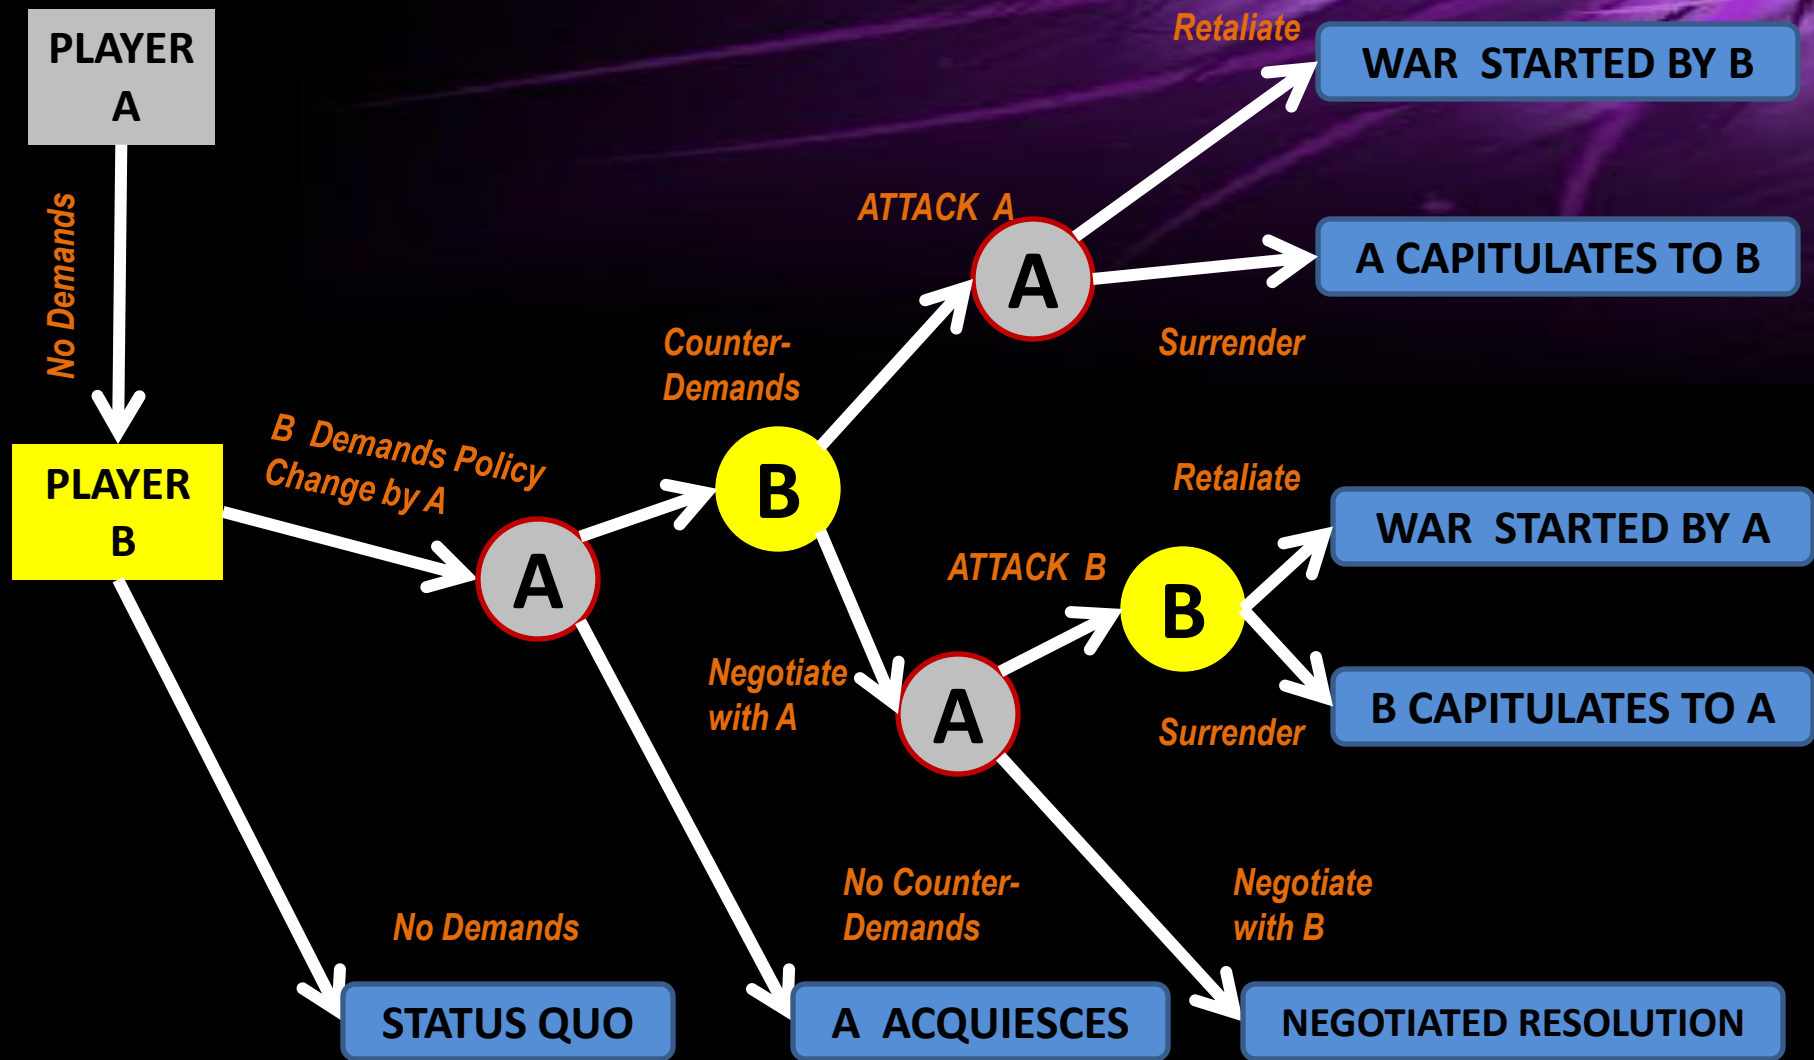 PLAYER
A
No Demands
PLAYER
B
B Demands Policy
Change by A
No Demands
STATUS QUO
A
Counter-
Demands
No Counter-
Demands
A ACQUIESCES
B
ATTACK A
Negotiate
with A
A
Retaliate
WAR STARTED BY B
Surrender
A CAPITULATES TO B
A
ATTACK B
Negotiate
with B
NEGOTIATED RESOLUTION
B
Retaliate
WAR STARTED BY A
Surrender
B CAPITULATES TO A